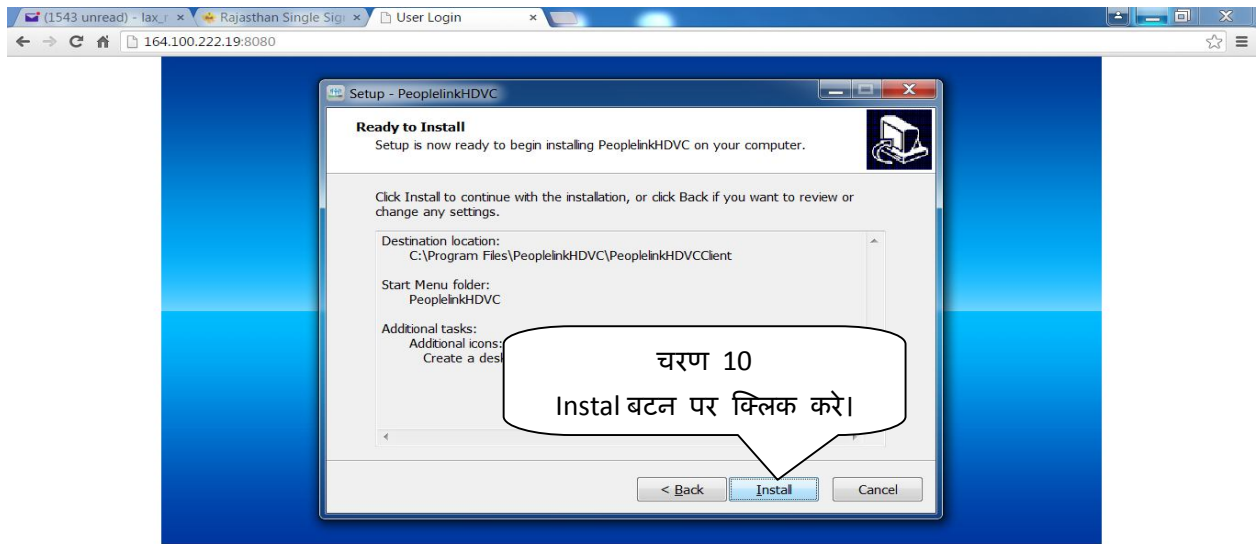 (1543 unread) - lax_r
Rajasthan Single Sig
User Login
164.100.222.19:8080
Setup - PeoplelinkHDVC
Ready to Install
Setup is now ready to begin installing PeoplelinkHDVC on your computer.
Click Install to continue with the installation, or click Back if you want to review or
change any settings.
Destination location:
C:\Program Files\PeoplelinkHDVC\PeoplelinkHDVCClient
Start Menu folder:
PeoplelinkHDVC
Additional tasks:
Additional icons:
Create a des
चरण 10
Instal बटन पर क्लिक करे।
< Back
Install
Cancel